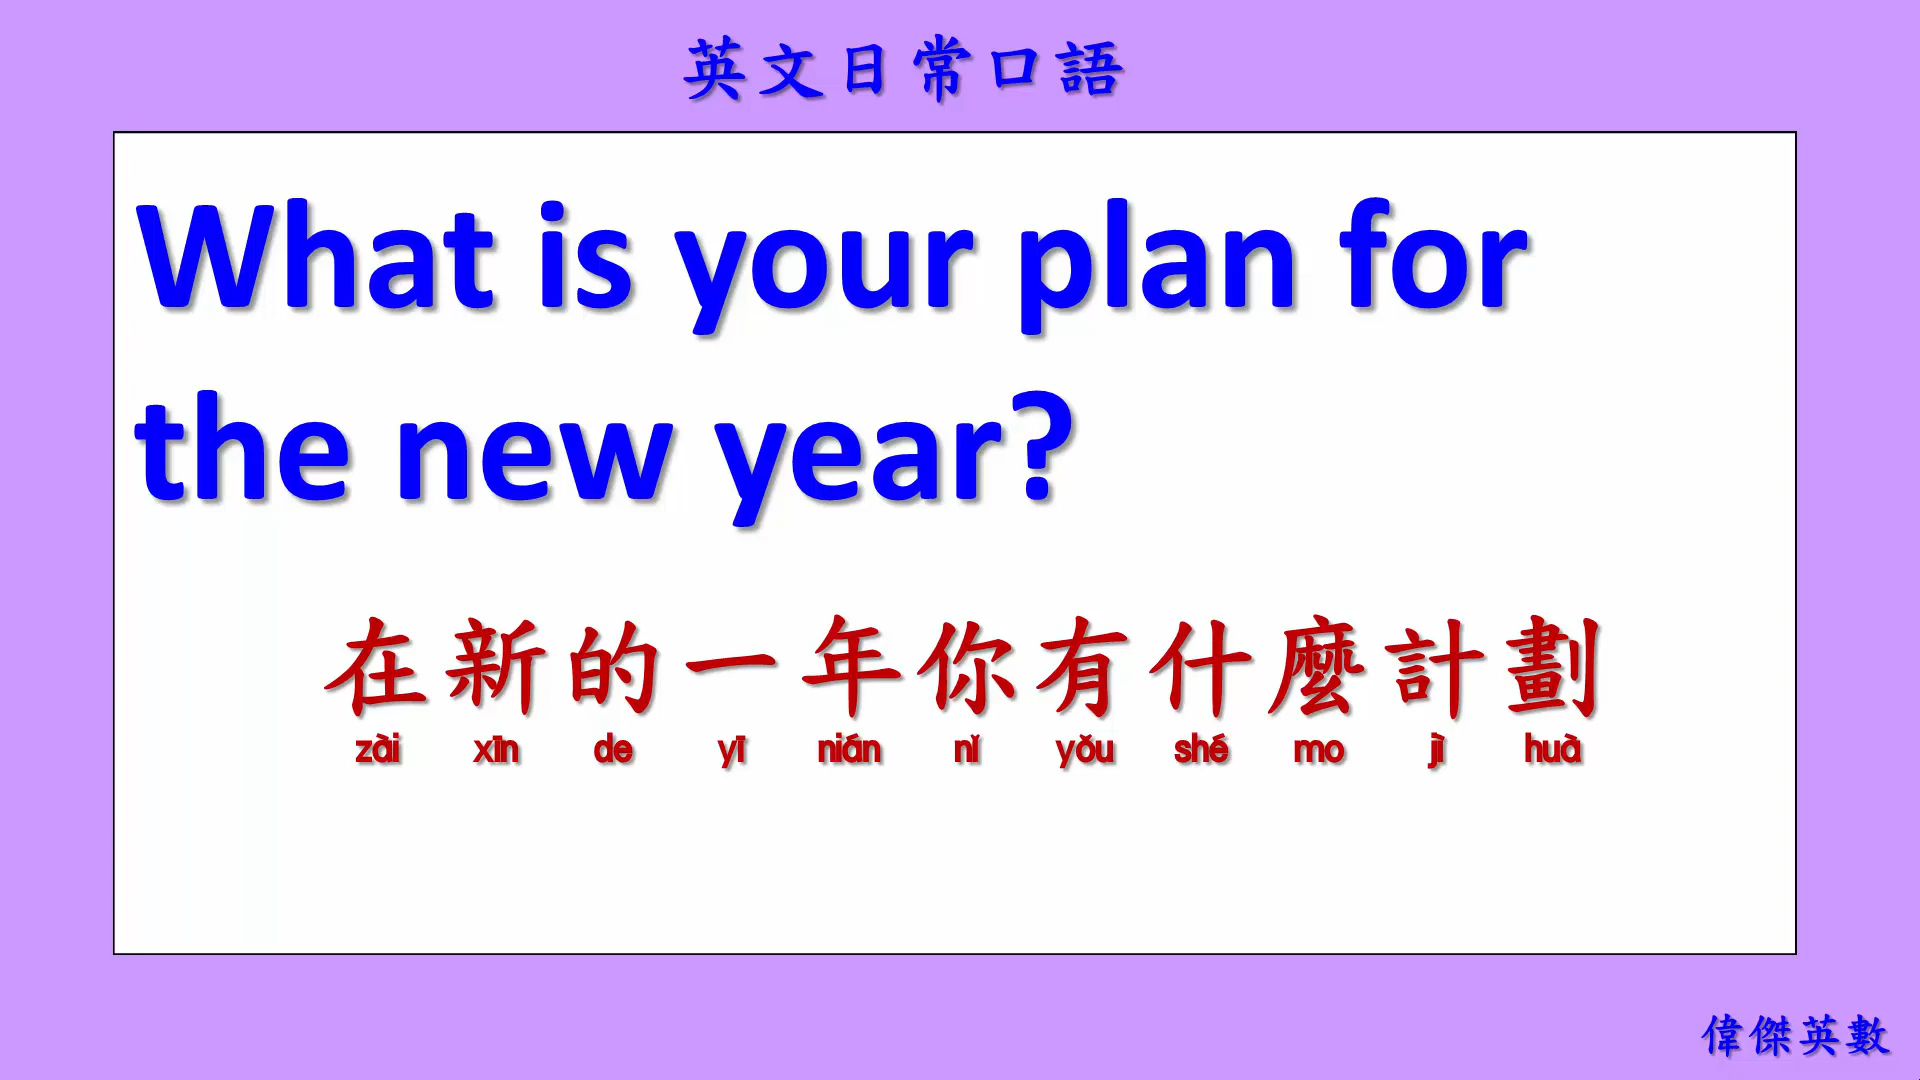 英文日常口語
What is your plan for
the new year?
在新的一年你有什麼計劃
zài xīn de yī nián nǐ yǒu shé mo jì huà
偉傑英數